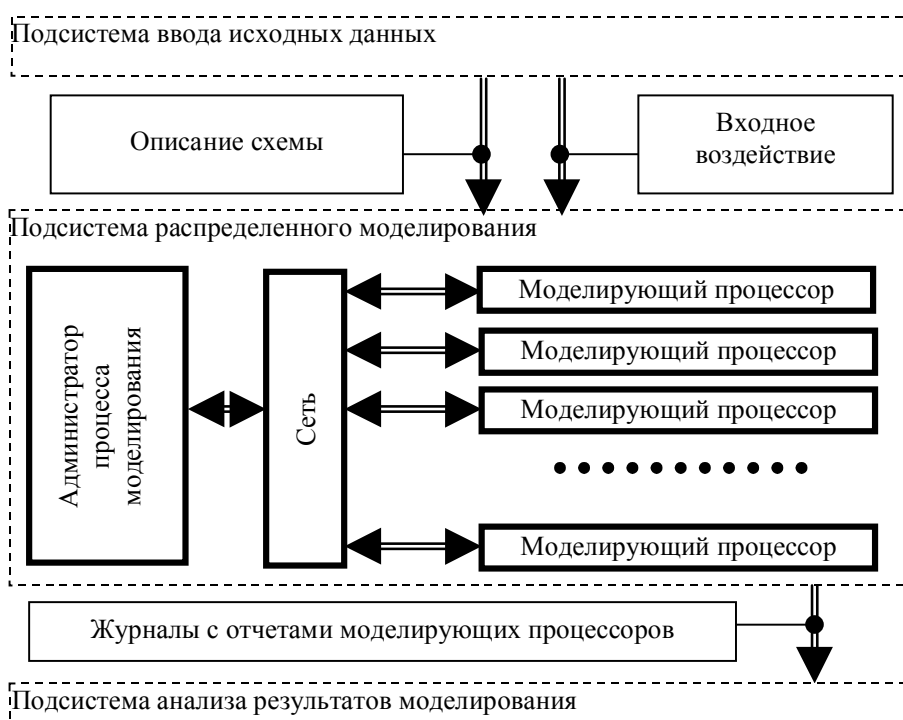 Подсистема ввода исходных данных
Описание схемы
Входное
воздействие
Подсистема распределенного моделирования
Администратор
процесса
моделирования
Сеть
Моделирующий процессор
Моделирующий процессор
Моделирующий процессор
Моделирующий процессор
Журналы с отчетами моделирующих процессоров
Подсистема анализа результатов моделирования